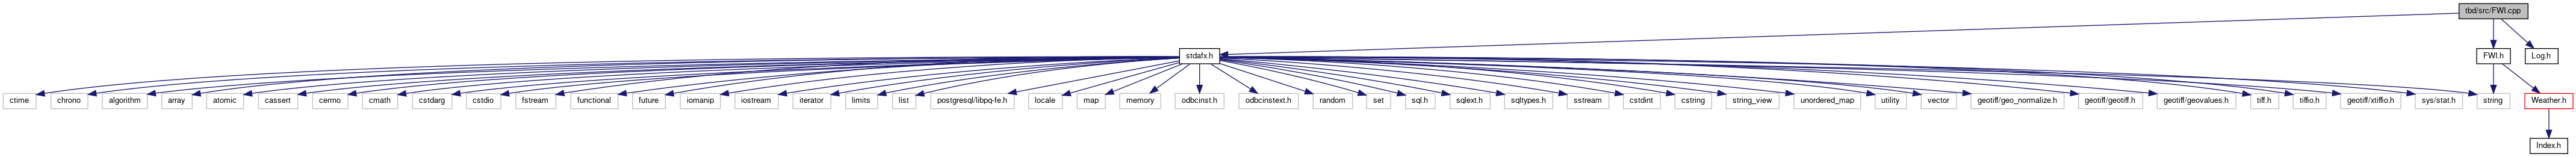 tbd/src/FWI.cpp
stdafx.h
FWI.h
Log.h
ctime
chrono
algorithm
array
atomic
cassert
cerrno
cmath
cstdarg
cstdio
fstream
functional
future
iomanip
iostream
iterator
limits
list
postgresql/libpq-fe.h
locale
map
memory
odbcinst.h
odbcinstext.h
random
set
sql.h
sqlext.h
sqltypes.h
sstream
cstdint
cstring
string_view
unordered_map
utility
vector
geotiff/geo_normalize.h
geotiff/geotiff.h
geotiff/geovalues.h
tiff.h
tiffio.h
geotiff/xtiffio.h
sys/stat.h
string
Weather.h
Index.h